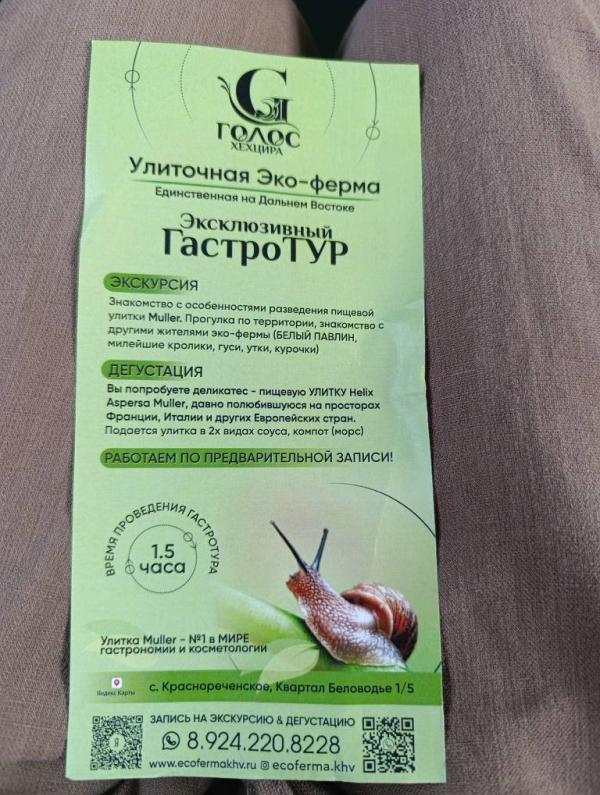 G
ГОЛОС
ХЕХЦИРА
Улиточная Эко-ферма
Единственная на Дальнем Востоке
Эксклюзивный
ГастроТУР
ЭКСКУРСИЯ
Знакомство с особенностями разведения пищевой
улитки Muller. Прогулка по территории, знакомство с
другими жителями эко-фермы (БЕЛЫЙ ПАВЛИН,
милейшие кролики, гуси, утки, курочки)
ДЕГУСТАЦИЯ
Вы попробуете деликатес - пищевую УЛИТКУ Helix
Aspersa Muller, давно полюбившуюся на просторах
Франции, Италии и других Европейских стран.
Подается улитка в 2х видах соуса, компот (морс)
РАБОТАЕМ ПО ПРЕДВАРИТЕЛЬНОЙ ЗАПИСИ!
ВРЕМЯ ПРОВЕДЕНИЯ ГАСТРОТУРА
1.5
часа
Улитка Muller - №1 в МИРЕ
гастрономии и косметологии
Яндекс Карты
с. Краснореченское, Квартал Беловодье 1/5
ЗАПИСЬ НА ЭКСКУРСИЮ & ДЕГУСТАЦИЮ
8.924.220.8228
www.ecofermakhv.ru ecoferma.khv